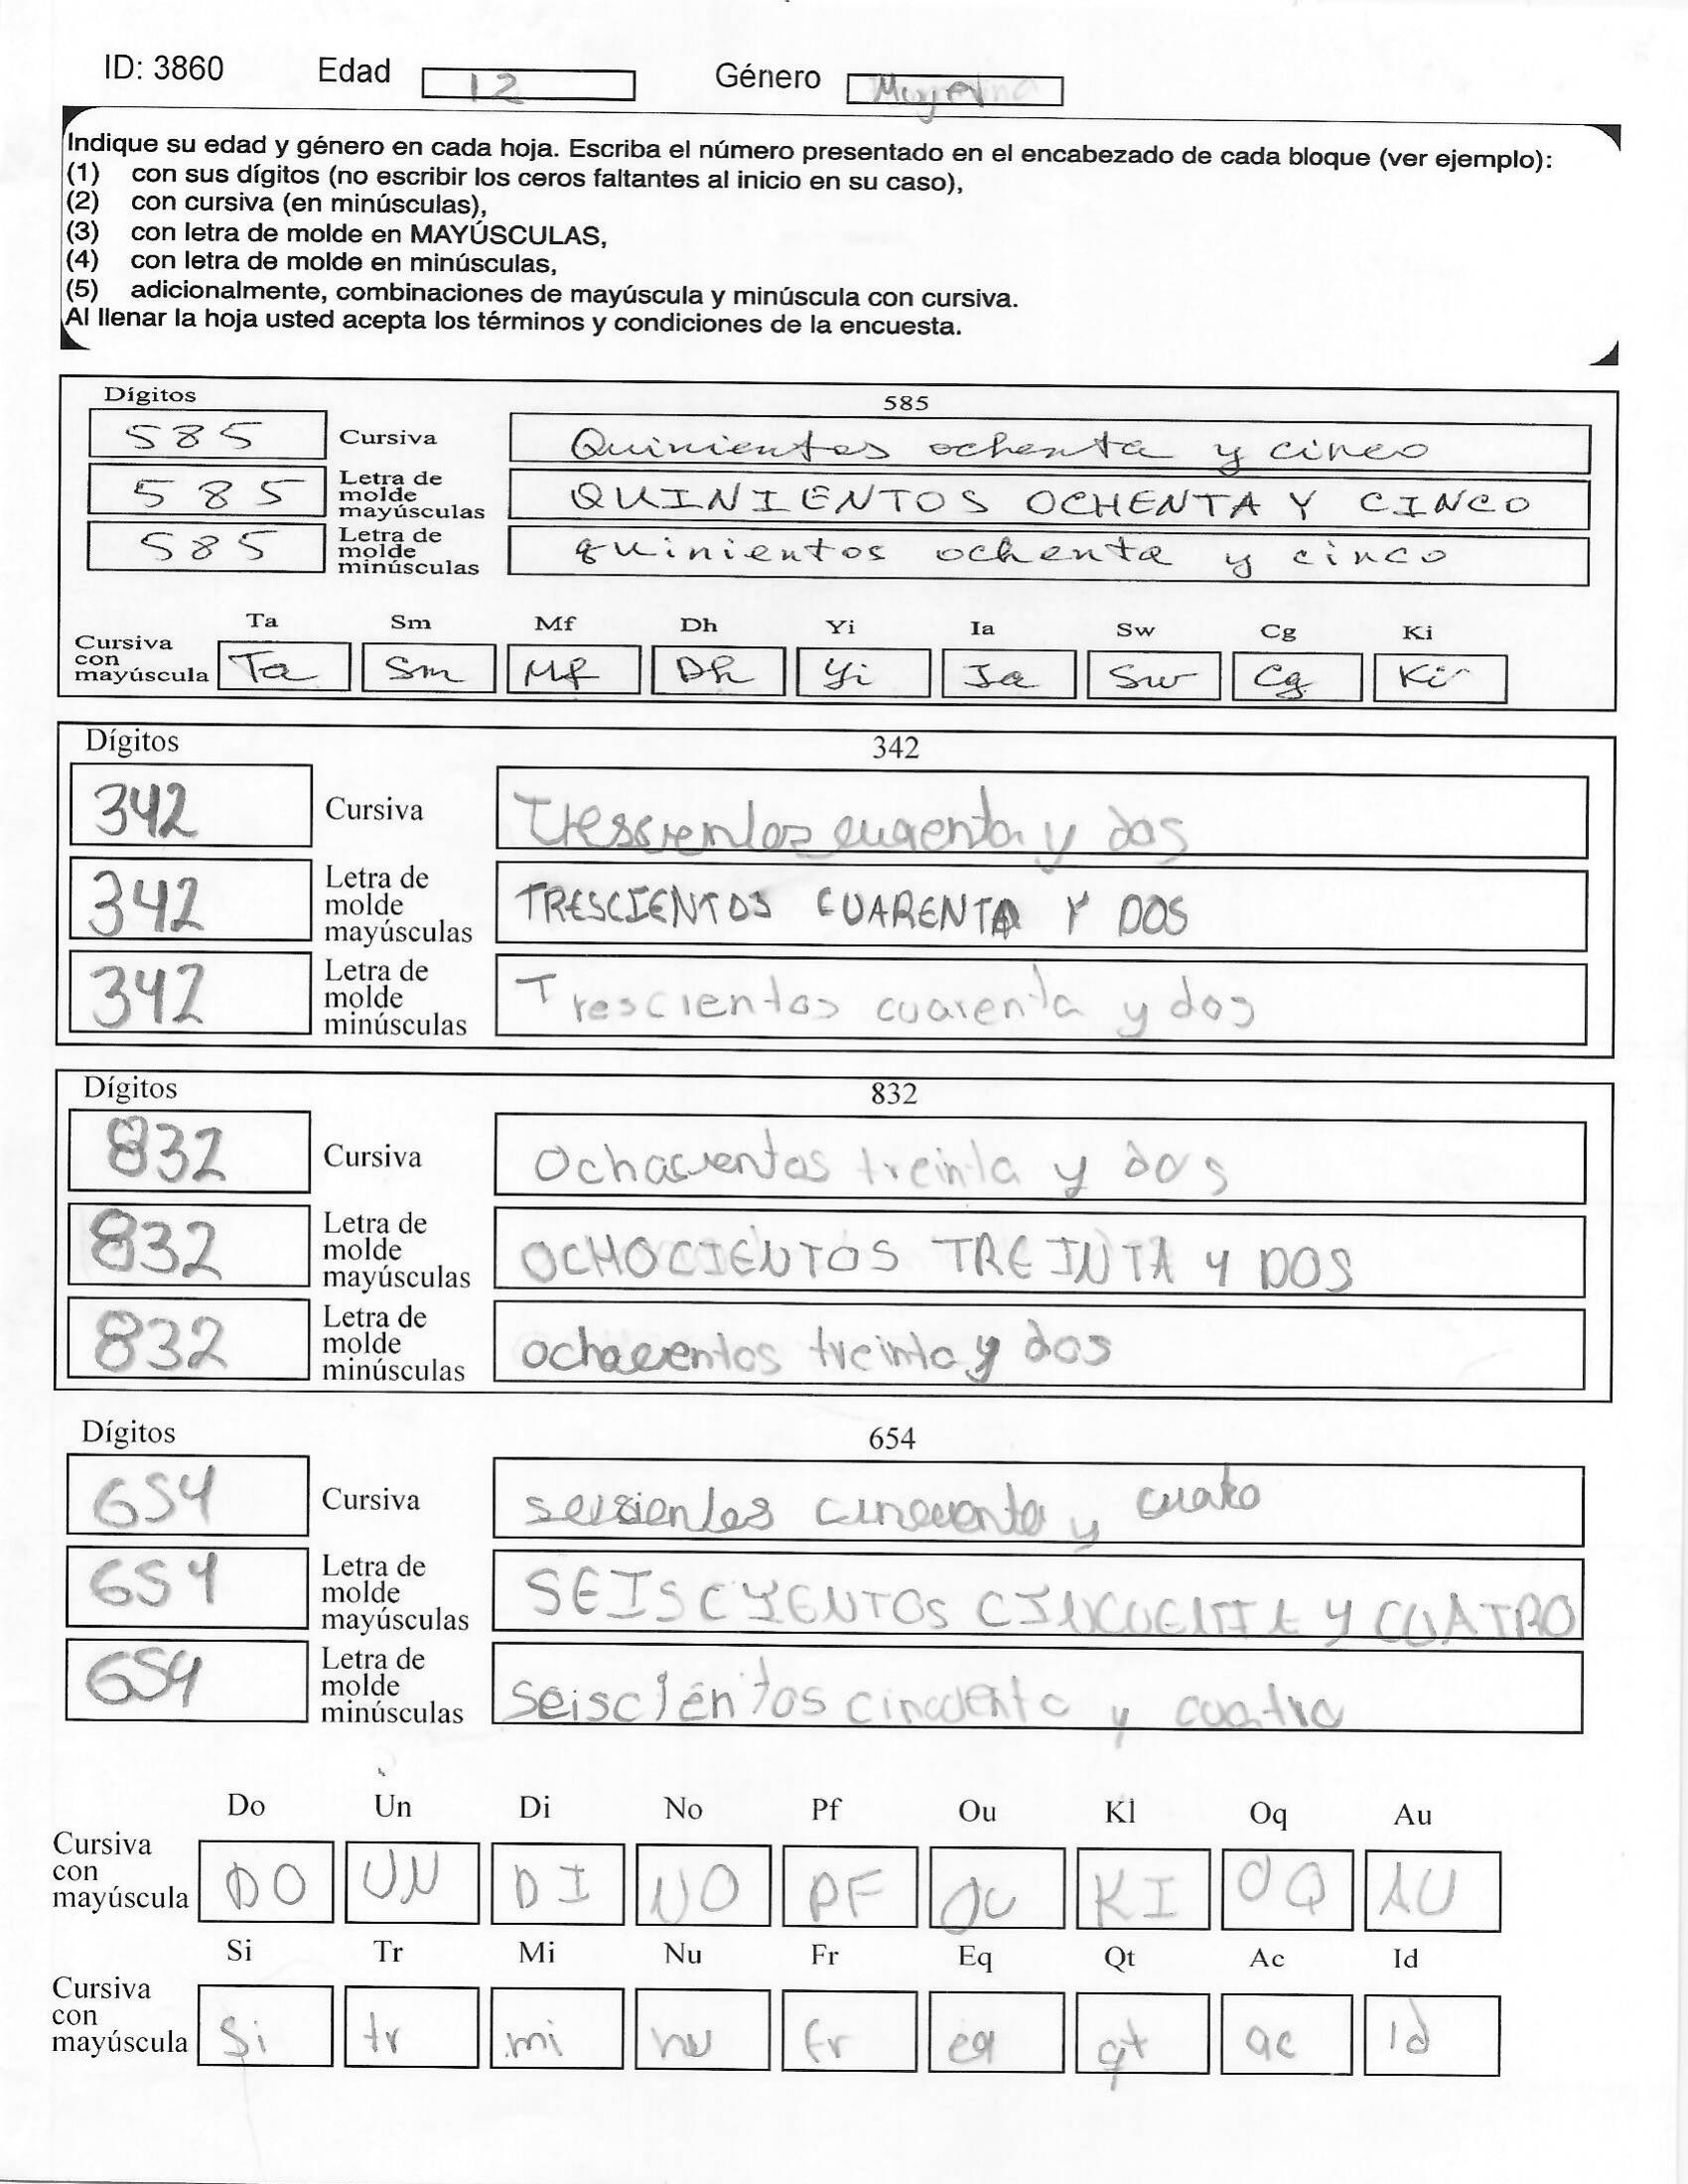 ID: 3860 Edad 12 Género Mujer
Indique su edad y género en cada hoja. Escriba el número presentado en el encabezado de cada bloque (ver ejemplo):
(1) con sus dígitos (no escribir los ceros faltantes al inicio en su caso),
(2) con cursiva (en minúsculas),
(3) con letra de molde en MAYÚSCULAS,
(4) con letra de molde en minúsculas,
(5) adicionalmente, combinaciones de mayúscula y minúscula con cursiva.
Al llenar la hoja usted acepta los términos y condiciones de la encuesta.
Dígitos 585
585 Cursiva Quinientos ochenta y cinco
585 Letra de molde mayúsculas QUINIENTOS OCHENTA Y CINCO
585 Letra de molde minúsculas quinientos ochenta y cinco
Ta Sm Mf Dh Yi Ia Sw Cg Ki
Cursiva con mayúscula Ta Sm Mf Dh Yi Ia Sw Cg Ki
Dígitos 342
342 Cursiva y dos
342 Letra de molde mayúsculas TRESCIENTOS CUARENTA Y DOS
342 Letra de molde minúsculas Trescientos cuarenta y dos
Dígitos 832
832 Cursiva treinta y dos
832 Letra de molde mayúsculas OCHOCIENTOS TREINTA Y DOS
832 Letra de molde minúsculas treinta y dos
Dígitos 654
654 Cursiva y
654 Letra de molde mayúsculas SEISCYENTOS Y CUATRO
654 Letra de molde minúsculas seiscientos y cuatro
Do Un Di No Pf Ou Kl Oq Au
Cursiva con mayúscula DO UN DI NO PF OU KI OQ AU
Si Tr Mi Nu Fr Eq Qt Ac Id
Cursiva con mayúscula Si tr mi nu fr eq qt ac Id